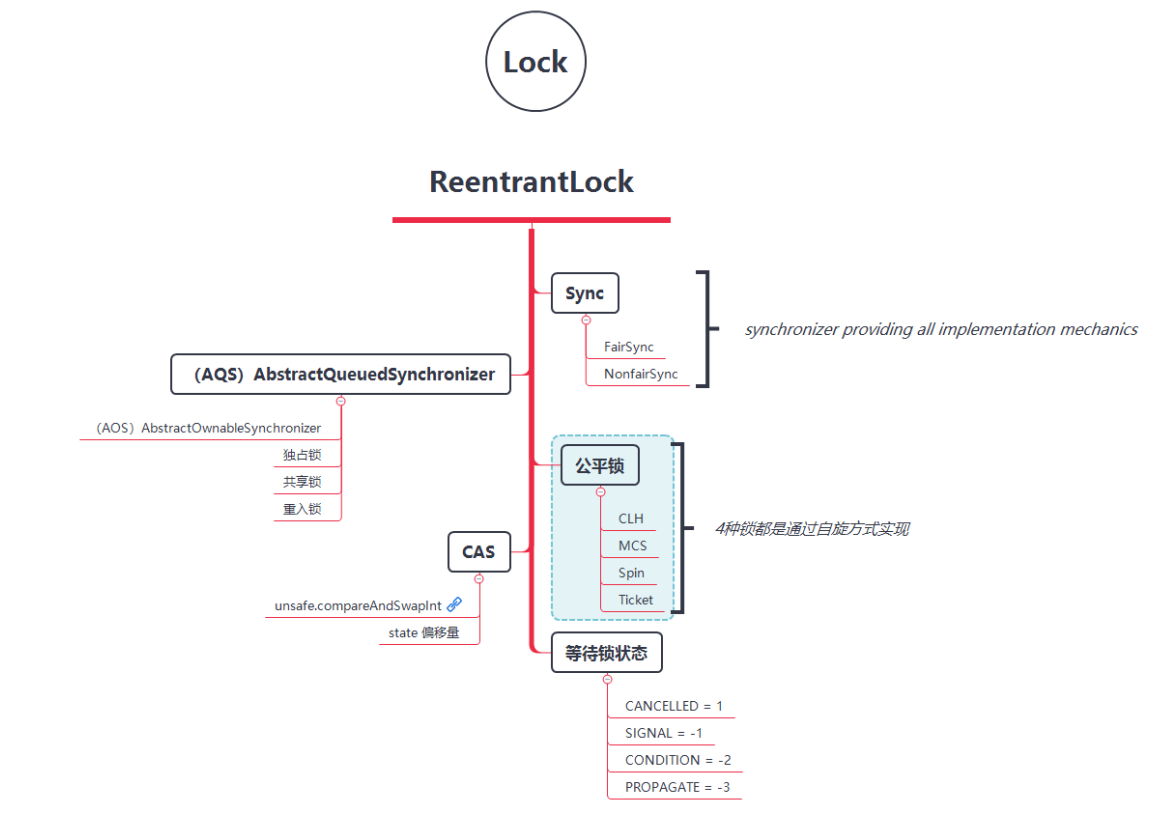 Lock
ReentrantLock
Sync
FairSync
NonfairSync
synchronizer providing all implementation mechanics
（AQS）AbstractQueuedSynchronizer
（AOS）AbstractOwnableSynchronizer
独占锁
共享锁
重入锁
公平锁
CLH
MCS
Spin
Ticket
4种锁都是通过自旋方式实现
CAS
unsafe.compareAndSwapInt
state 偏移量
等待锁状态
CANCELLED = 1
SIGNAL = -1
CONDITION = -2
PROPAGATE = -3